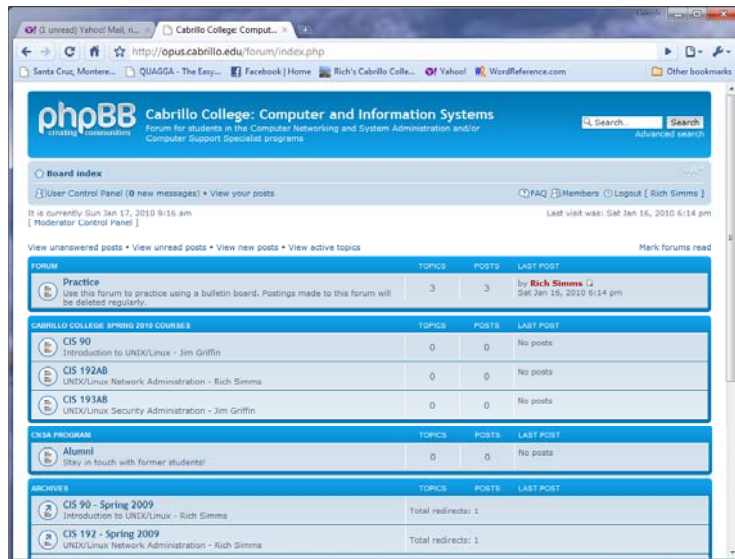 (1 unread) Yahoo! Mail, ri...
Cabrillo College: Comput...
http://opus.cabrillo.edu/forum/index.php
Santa Cruz, Montere...
QUAGGA - The Easy...
Facebook | Home
Rich's Cabrillo Colle...
Yahoo!
WordReference.com
Other bookmarks
phpBB
creating communities
Cabrillo College: Computer and Information Systems
Forum for students in the Computer Networking and System Administration and/or
Computer Support Specialist programs
Search...
Search
Advanced search
Board index
User Control Panel (0 new messages) • View your posts
FAQ Members Logout [ Rich Simms ]
It is currently Sun Jan 17, 2010 9:16 am
Last visit was: Sat Jan 16, 2010 6:14 pm
[ Moderator Control Panel ]
View unanswered posts • View unread posts • View new posts • View active topics
Mark forums read
FORUM TOPICS POSTS LAST POST
Practice
Use this forum to practice using a bulletin board. Postings made to this forum will
be deleted regularly.
3 3
by Rich Simms
Sat Jan 16, 2010 6:14 pm
CABRILLO COLLEGE SPRING 2010 COURSES TOPICS POSTS LAST POST
CIS 90
Introduction to UNIX/Linux - Jim Griffin
0 0 No posts
CIS 192AB
UNIX/Linux Network Administration - Rich Simms
0 0 No posts
CIS 193AB
UNIX/Linux Security Administration - Jim Griffin
0 0 No posts
CNSA PROGRAM TOPICS POSTS LAST POST
Alumni
Stay in touch with former students!
0 0 No posts
ARCHIVES TOPICS POSTS LAST POST
CIS 90 - Spring 2009
Introduction to UNIX/Linux - Rich Simms
Total redirects: 1
CIS 192 - Spring 2009
UNIX/Linux Network Administration - Rich Simms
Total redirects: 1